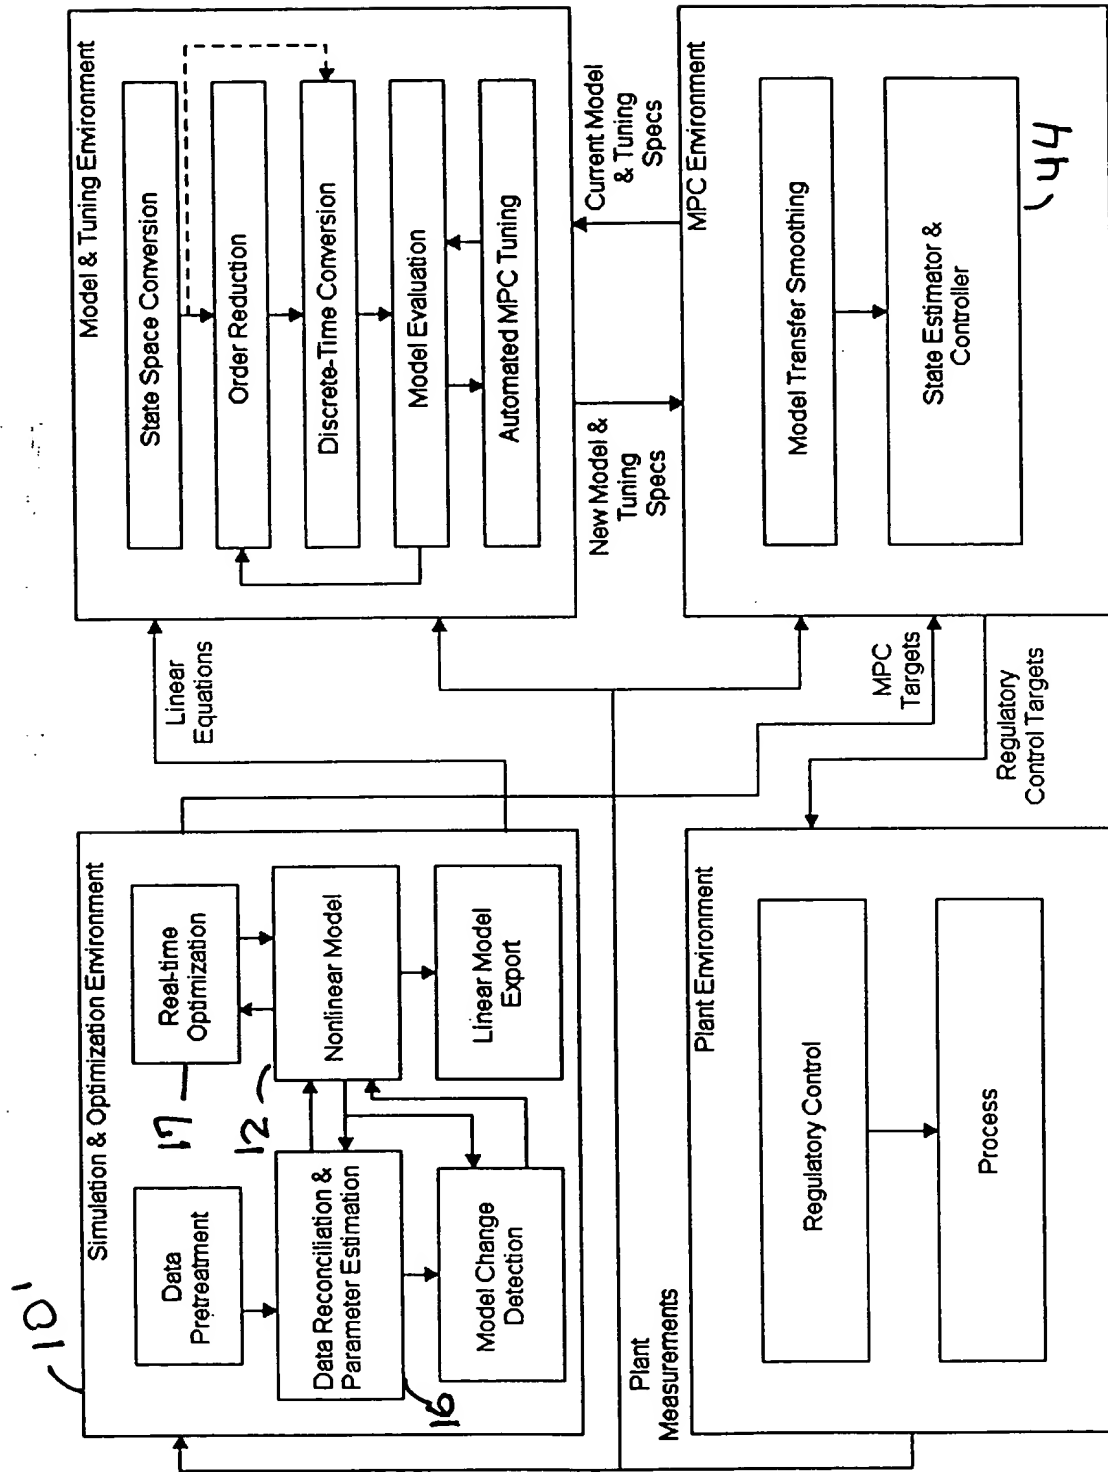 10'
Simulation & Optimization Environment
Data
Pretreatment
Real-time
Optimization
17
12
Data Reconciliation &
Parameter Estimation
16
Nonlinear Model
Model Change
Detection
Linear Model
Export
Linear
Equations
Model & Tuning Environment
State Space Conversion
Order Reduction
Discrete-Time Conversion
Model Evaluation
Automated MPC Tuning
New Model &
Tuning
Specs
Current Model
& Tuning
Specs
Plant
Measurements
Plant Environment
Regulatory Control
Process
MPC
Targets
Regulatory
Control Targets
MPC Environment
Model Transfer Smoothing
State Estimator &
Controller
44